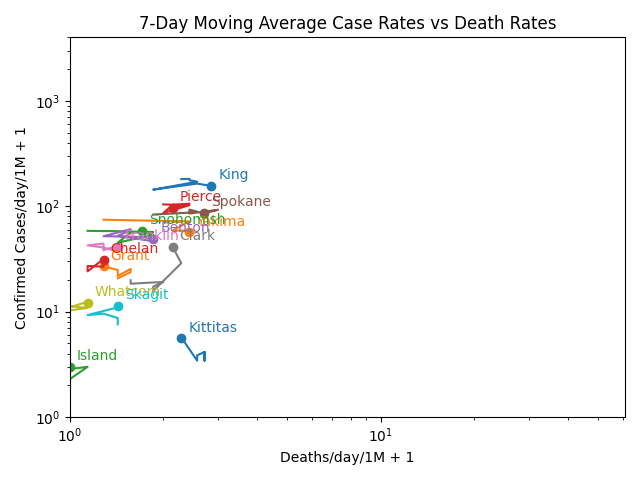 7-Day Moving Average Case Rates vs Death Rates
Confirmed Cases/day/1M + 1
10³
10²
10¹
10⁰
King
Pierce
Spokane
Snohomish
Yakima
Benton
Franklin
Clark
Chelan
Grant
Whatcom
Skagit
Kittitas
Island
10⁰
10¹
Deaths/day/1M + 1